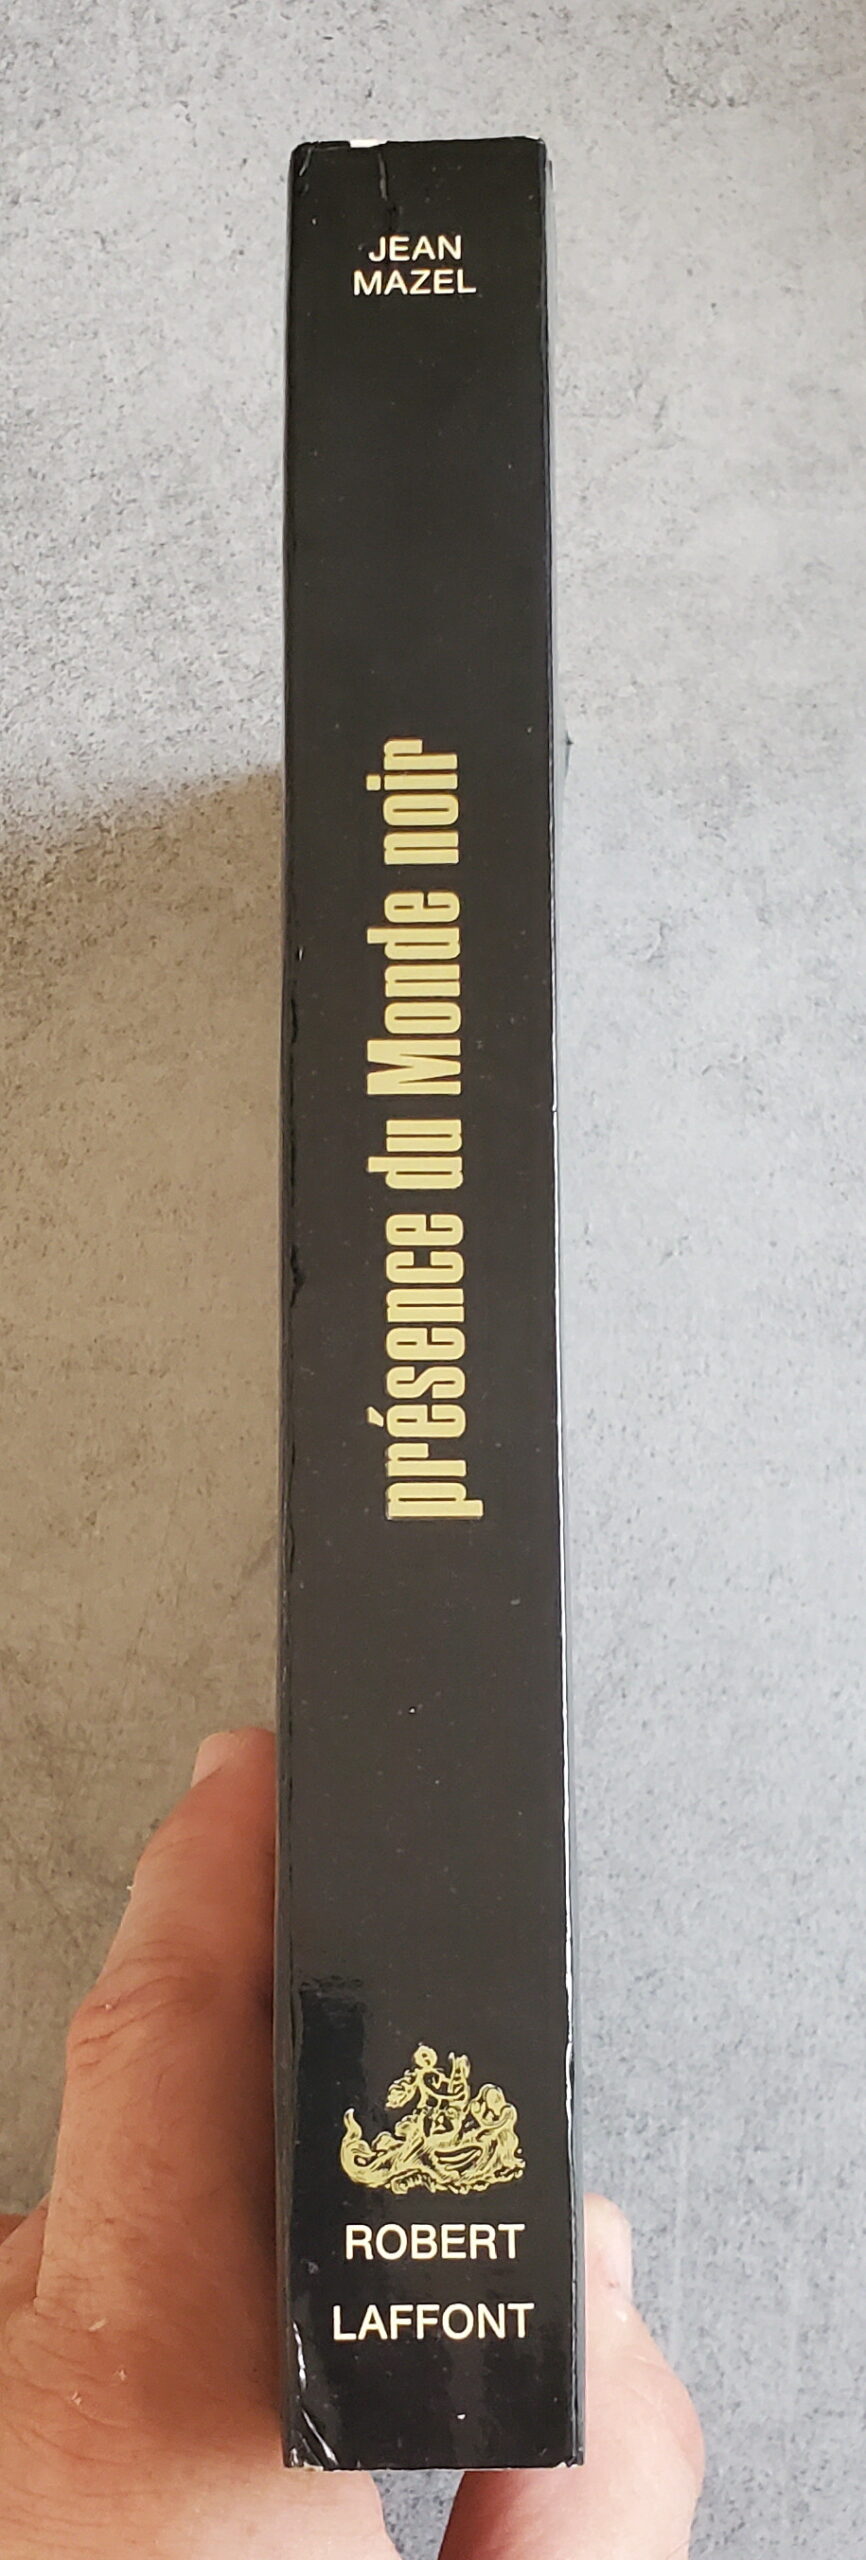 JEAN
MAZEL
présence du Monde noir
ROBERT
LAFFONT